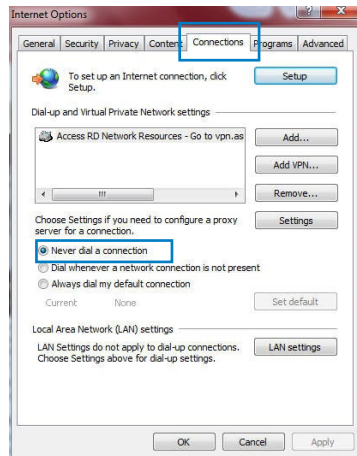 Internet Options
General Security Privacy Content Connections Programs Advanced
To set up an Internet connection, click
Setup.
Setup
Dial-up and Virtual Private Network settings
Access RD Network Resources - Go to vpn.as
Add...
Add VPN...
Remove...
Choose Settings if you need to configure a proxy
server for a connection.
Settings
Never dial a connection
Dial whenever a network connection is not present
Always dial my default connection
Current None
Set default
Local Area Network (LAN) settings
LAN Settings do not apply to dial-up connections.
Choose Settings above for dial-up settings.
LAN settings
OK Cancel Apply